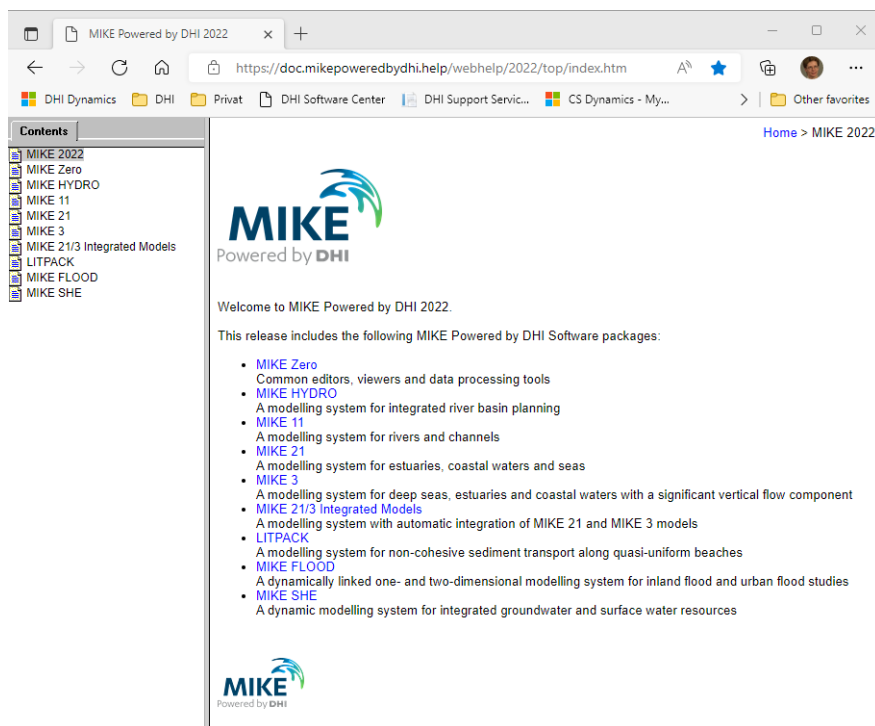 MIKE Powered by DHI 2022
https://doc.mikepoweredbydhi.help/webhelp/2022/top/index.htm
DHI Dynamics
DHI
Privat
DHI Software Center
DHI Support Servic...
CS Dynamics - My...
Other favorites
Contents
MIKE 2022
MIKE Zero
MIKE HYDRO
MIKE 11
MIKE 21
MIKE 3
MIKE 21/3 Integrated Models
LITPACK
MIKE FLOOD
MIKE SHE
Home > MIKE 2022
MIKE
Powered by DHI
Welcome to MIKE Powered by DHI 2022.
This release includes the following MIKE Powered by DHI Software packages:
• MIKE Zero
Common editors, viewers and data processing tools
• MIKE HYDRO
A modelling system for integrated river basin planning
• MIKE 11
A modelling system for rivers and channels
• MIKE 21
A modelling system for estuaries, coastal waters and seas
• MIKE 3
A modelling system for deep seas, estuaries and coastal waters with a significant vertical flow component
• MIKE 21/3 Integrated Models
A modelling system with automatic integration of MIKE 21 and MIKE 3 models
• LITPACK
A modelling system for non-cohesive sediment transport along quasi-uniform beaches
• MIKE FLOOD
A dynamically linked one- and two-dimensional modelling system for inland flood and urban flood studies
• MIKE SHE
A dynamic modelling system for integrated groundwater and surface water resources
MIKE
Powered by DHI